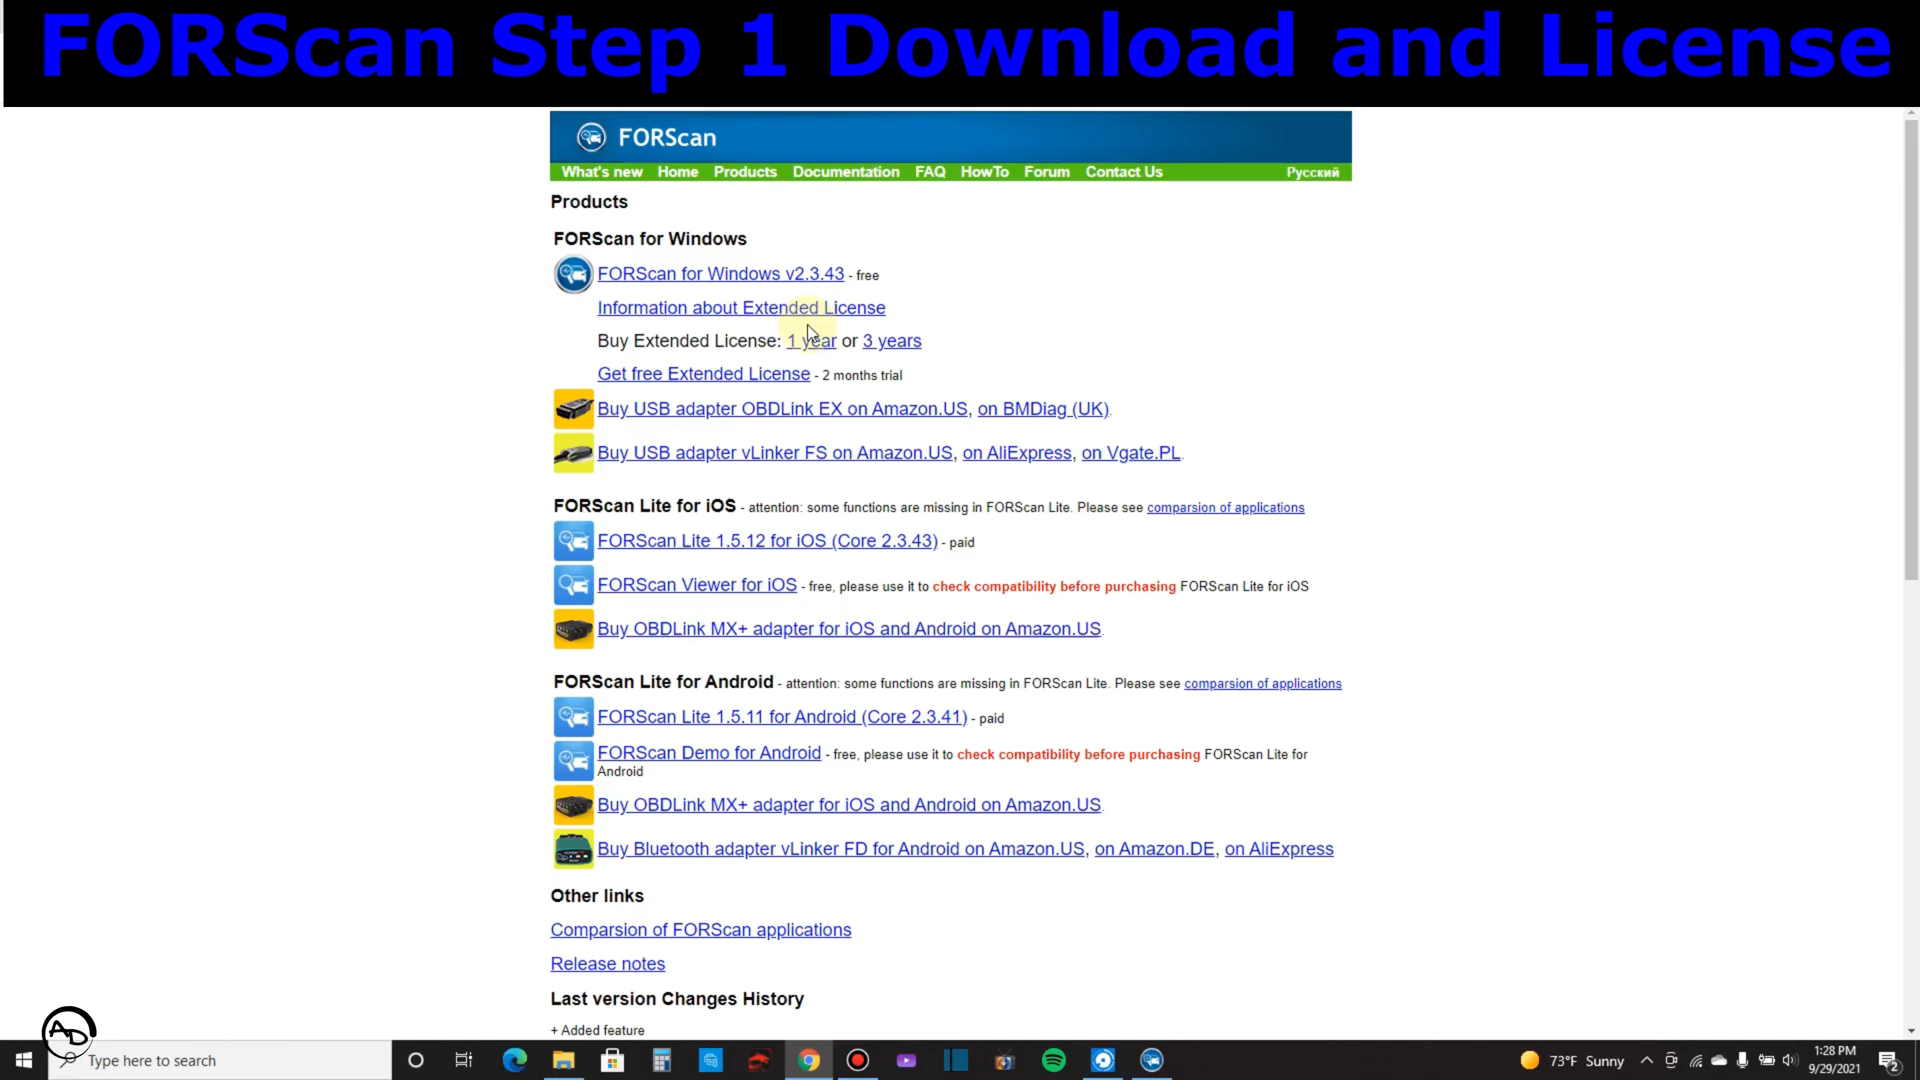 FORScan Step 1 Download and License
FORScan
What's new Home Products Documentation FAQ HowTo Forum Contact Us Русский
Products
FORScan for Windows
FORScan for Windows v2.3.43 - free
Information about Extended License
Buy Extended License: 1 year or 3 years
Get free Extended License - 2 months trial
Buy USB adapter OBDLink EX on Amazon.US, on BMDiag (UK).
Buy USB adapter vLinker FS on Amazon.US, on AliExpress, on Vgate.PL.
FORScan Lite for iOS - attention: some functions are missing in FORScan Lite. Please see comparsion of applications
FORScan Lite 1.5.12 for iOS (Core 2.3.43) - paid
FORScan Viewer for iOS - free, please use it to check compatibility before purchasing FORScan Lite for iOS
Buy OBDLink MX+ adapter for iOS and Android on Amazon.US.
FORScan Lite for Android - attention: some functions are missing in FORScan Lite. Please see comparsion of applications
FORScan Lite 1.5.11 for Android (Core 2.3.41) - paid
FORScan Demo for Android - free, please use it to check compatibility before purchasing FORScan Lite for
Android
Buy OBDLink MX+ adapter for iOS and Android on Amazon.US.
Buy Bluetooth adapter vLinker FD for Android on Amazon.US, on Amazon.DE, on AliExpress
Other links
Comparsion of FORScan applications
Release notes
Last version Changes History
+ Added feature
AD
Type here to search
73°F Sunny
1:28 PM
9/29/2021
2